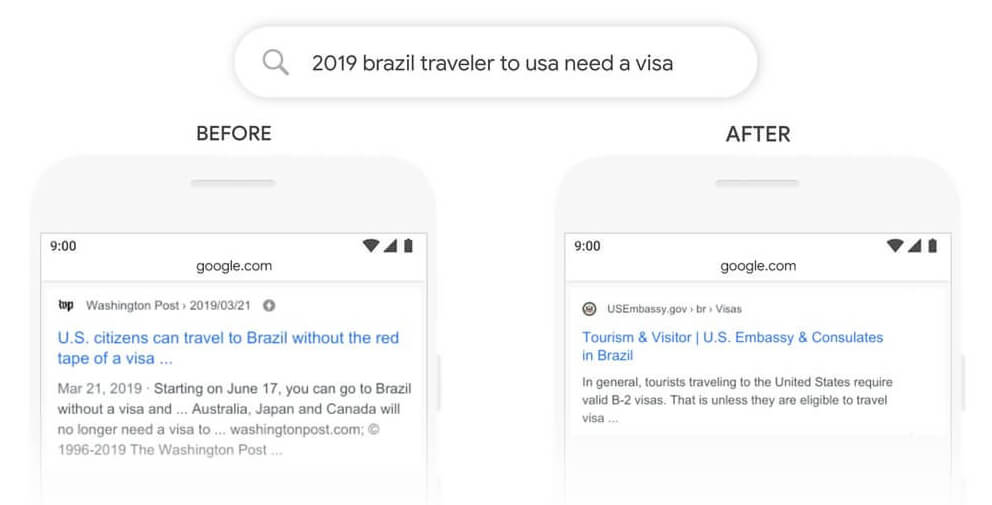 2019 brazil traveler to usa need a visa
BEFORE
9:00
google.com
wp Washington Post › 2019/03/21
U.S. citizens can travel to Brazil without the red
tape of a visa ...
Mar 21, 2019 · Starting on June 17, you can go to Brazil
without a visa and ... Australia, Japan and Canada will
no longer need a visa to ... washingtonpost.com; ©
1996-2019 The Washington Post ...
AFTER
9:00
google.com
USEmbassy.gov › br › Visas
Tourism & Visitor | U.S. Embassy & Consulates
in Brazil
In general, tourists traveling to the United States require
valid B-2 visas. That is unless they are eligible to travel
visa ...